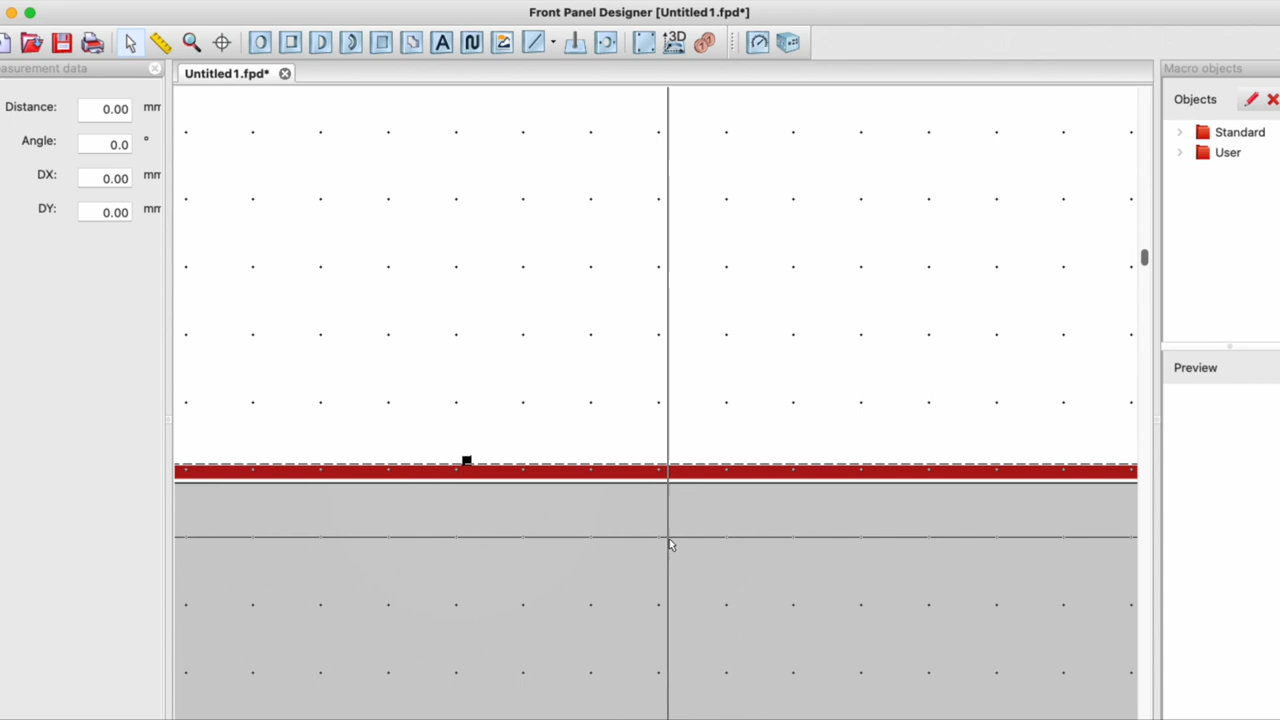 Front Panel Designer [Untitled1.fpd*]
A
3D
asurement data
Untitled1.fpd*
Macro objects
Distance:
0.00
mm
Angle:
0.0
°
DX:
0.00
mm
DY:
0.00
mm
Objects
Standard
User
Preview